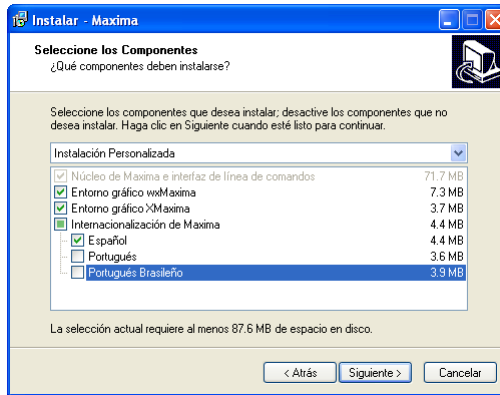 Instalar - Maxima
Seleccione los Componentes
¿Qué componentes deben instalarse?
Seleccione los componentes que desea instalar; desactive los componentes que no
desea instalar. Haga clic en Siguiente cuando esté listo para continuar.
Instalación Personalizada
Núcleo de Maxima e interfaz de línea de comandos 71.7 MB
Entorno gráfico wxMaxima 7.3 MB
Entorno gráfico XMaxima 3.7 MB
Internacionalización de Maxima 4.4 MB
Español 4.4 MB
Portugués 3.6 MB
Portugués Brasileño 3.9 MB
La selección actual requiere al menos 87.6 MB de espacio en disco.
< Atrás Siguiente > Cancelar